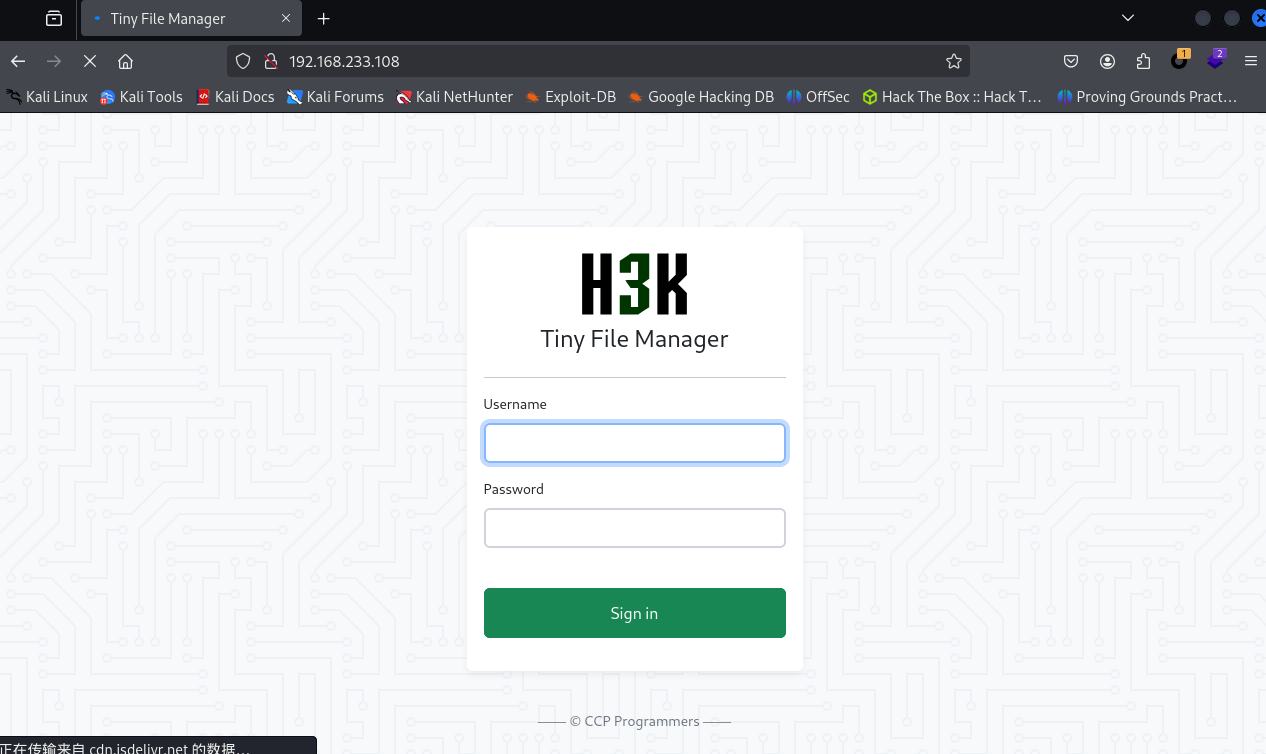 Tiny File Manager
192.168.233.108
1
2
Kali Linux Kali Tools Kali Docs Kali Forums Kali NetHunter Exploit-DB Google Hacking DB OffSec Hack The Box :: Hack T… Proving Grounds Pract…
H3K
Tiny File Manager
Username
Password
Sign in
—— © CCP Programmers ——
正在传输来自 cdn.jsdelivr.net 的数据…